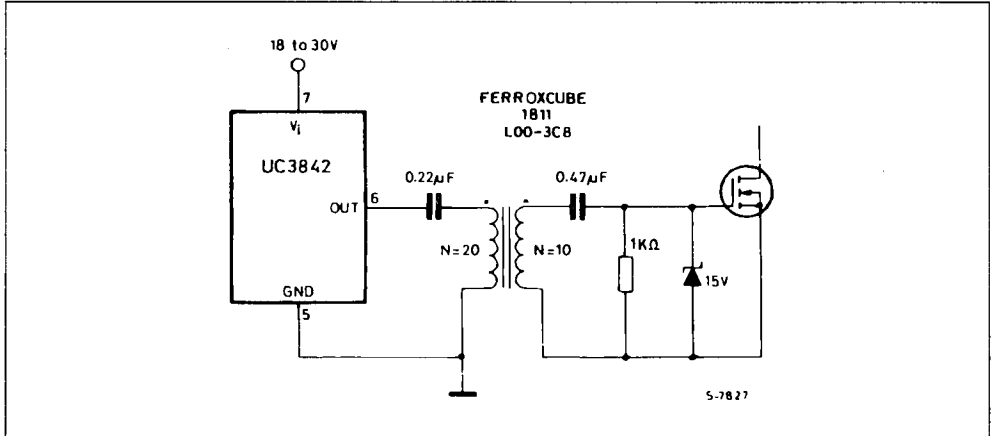 18 to 30V
7
Vi
UC3842
OUT
6
GND
5
0.22µF
FERROXCUBE
1811
L00-3C8
N=20
N=10
0.47µF
1KΩ
15V
S-7827